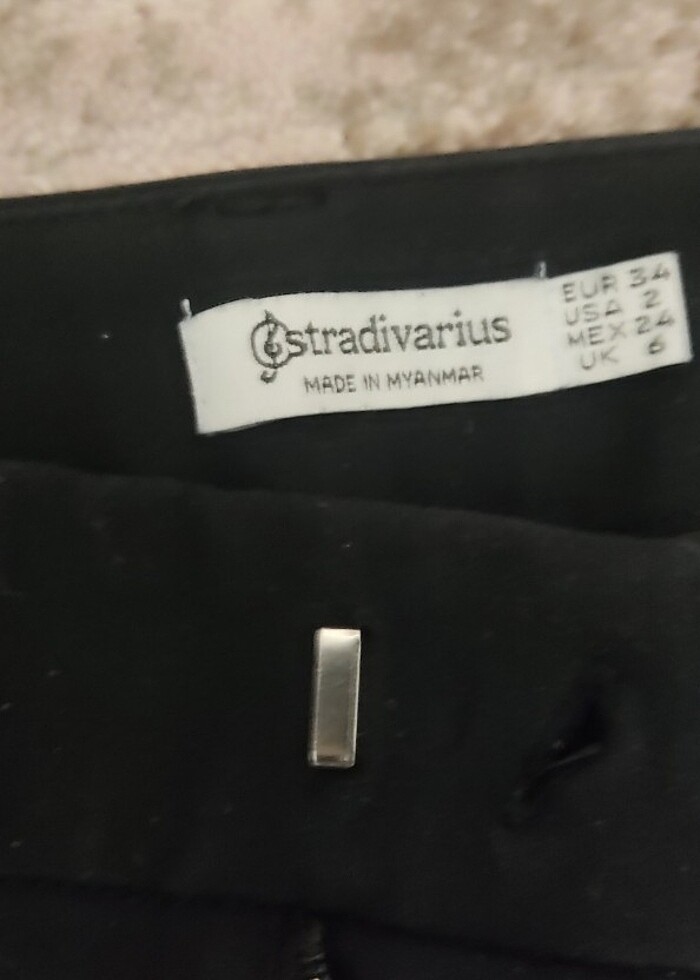 stradivarius
MADE IN MYANMAR
EUR 34
USA 2
MEX 24
UK 6